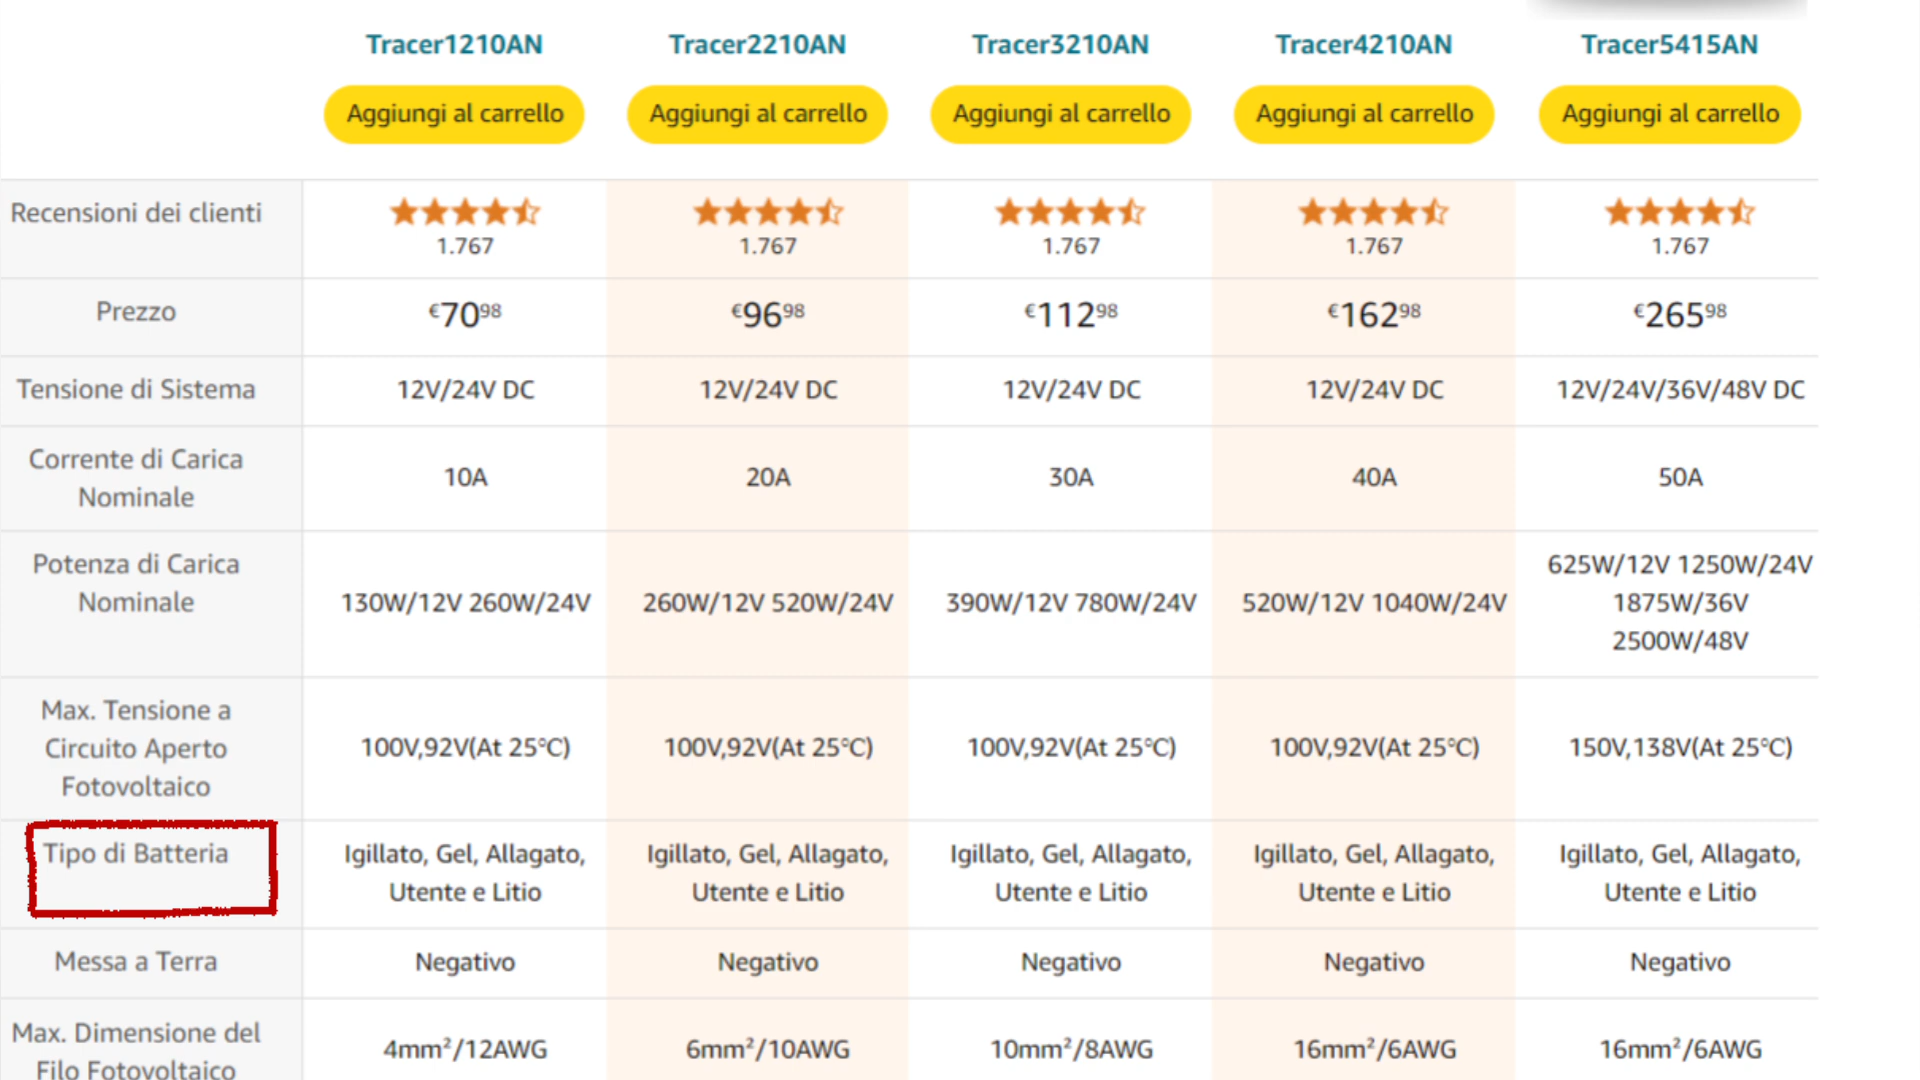 Tracer1210AN Tracer2210AN Tracer3210AN Tracer4210AN Tracer5415AN
Aggiungi al carrello Aggiungi al carrello Aggiungi al carrello Aggiungi al carrello Aggiungi al carrello
Recensioni dei clienti
1.767 1.767 1.767 1.767 1.767
Prezzo €7098 €9698 €11298 €16298 €26598
Tensione di Sistema 12V/24V DC 12V/24V DC 12V/24V DC 12V/24V DC 12V/24V/36V/48V DC
Corrente di Carica
Nominale
10A 20A 30A 40A 50A
Potenza di Carica
Nominale
130W/12V 260W/24V 260W/12V 520W/24V 390W/12V 780W/24V 520W/12V 1040W/24V
625W/12V 1250W/24V
1875W/36V
2500W/48V
Max. Tensione a
Circuito Aperto
Fotovoltaico
100V,92V(At 25℃) 100V,92V(At 25℃) 100V,92V(At 25℃) 100V,92V(At 25℃) 150V,138V(At 25℃)
Tipo di Batteria
Igillato, Gel, Allagato,
Utente e Litio
Igillato, Gel, Allagato,
Utente e Litio
Igillato, Gel, Allagato,
Utente e Litio
Igillato, Gel, Allagato,
Utente e Litio
Igillato, Gel, Allagato,
Utente e Litio
Messa a Terra Negativo Negativo Negativo Negativo Negativo
Max. Dimensione del
Filo Fotovoltaico
4mm²/12AWG 6mm²/10AWG 10mm²/8AWG 16mm²/6AWG 16mm²/6AWG